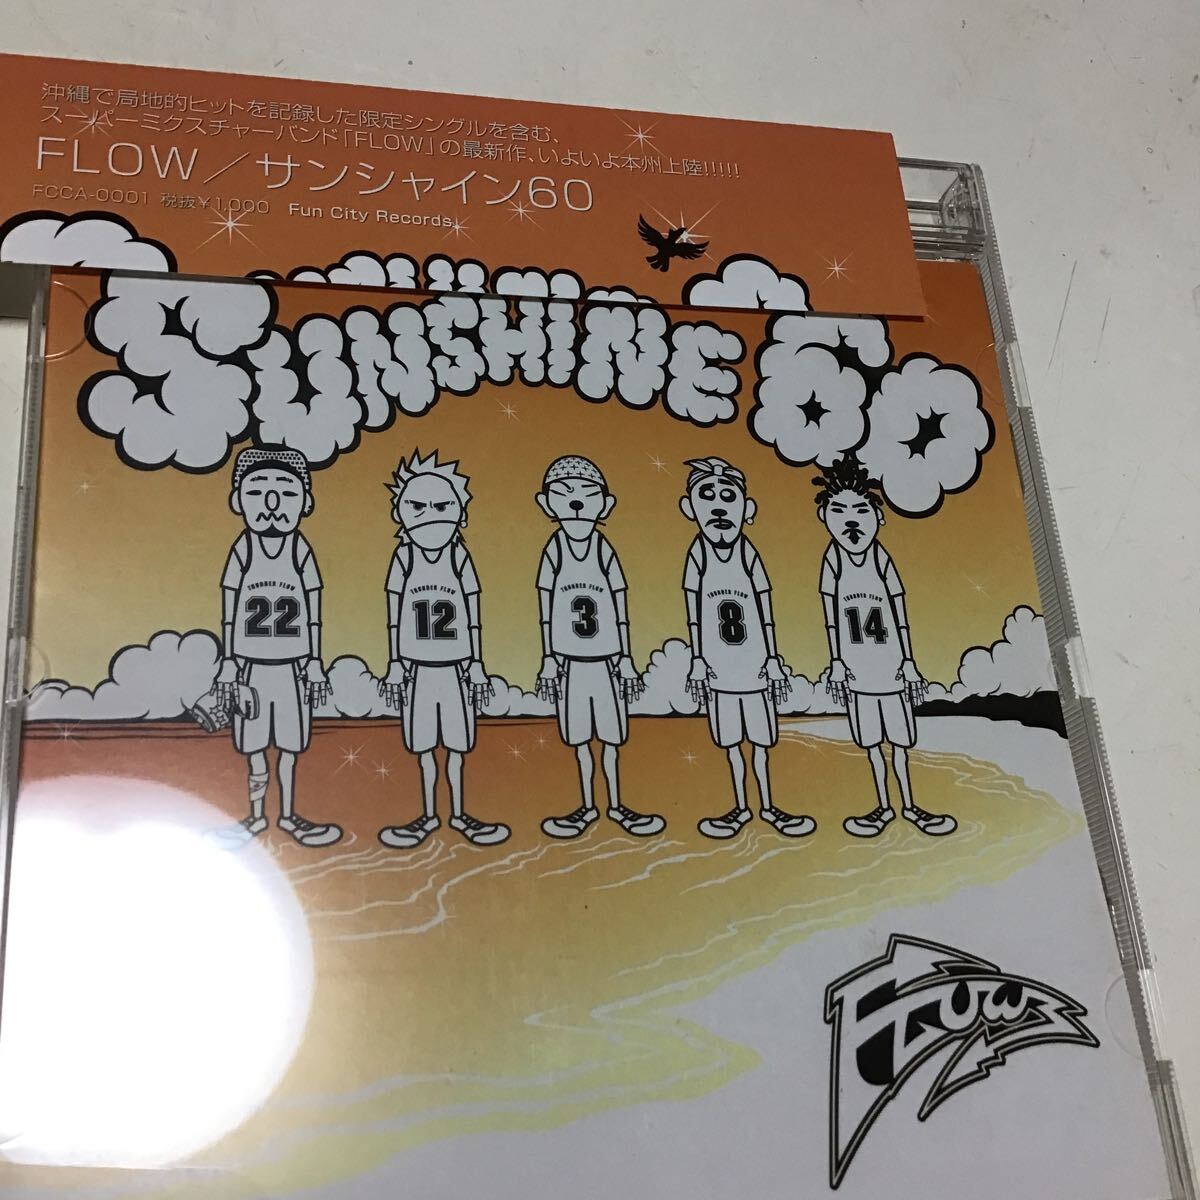 沖縄で局地的ヒットを記録した限定シングルを含む、
スーパーミクスチャーバンド「FLOW」の最新作、いよいよ本州上陸!!!!!
FLOW／サンシャイン60
FCCA-0001 税抜¥1,000 Fun City Records
SUNSHINE 60
THUNDER FLOW
22
THUNDER FLOW
12
THUNDER FLOW
3
THUNDER FLOW
8
THUNDER FLOW
14
FLOW